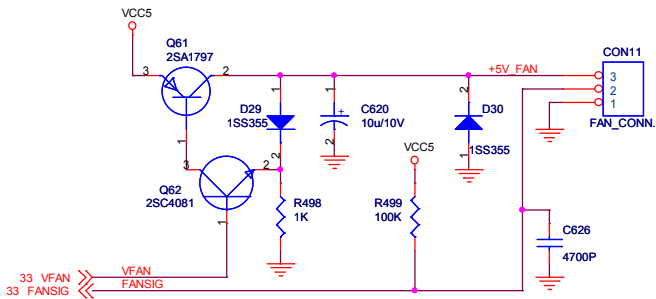 VCC5
Q61
2SA1797
3
2
1
+5V_FAN
CON11
3
2
1
FAN_CONN.
D29
1SS355
1
2
C620
10u/10V
1
+
2
D30
1SS355
2
1
VCC5
3
2
Q62
2SC4081
1
R498
1K
R499
100K
C626
4700P
33 VFAN
VFAN
33 FANSIG
FANSIG